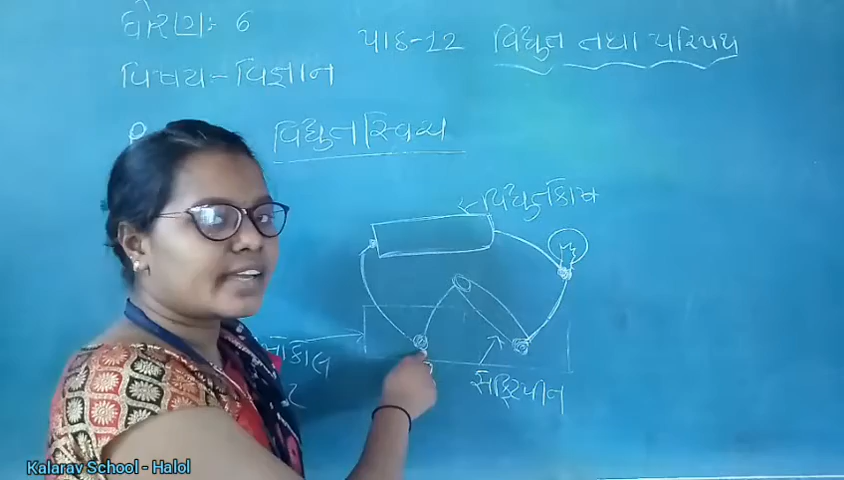 ધોરણ:- 6
પાઠ-12 વિદ્યુત તથા પરિપથ
વિષય-વિજ્ઞાન
વિદ્યુત સ્વિચ
વિદ્યુતકોષ
સેફ્ટિપીન
Kalarav School - Halol